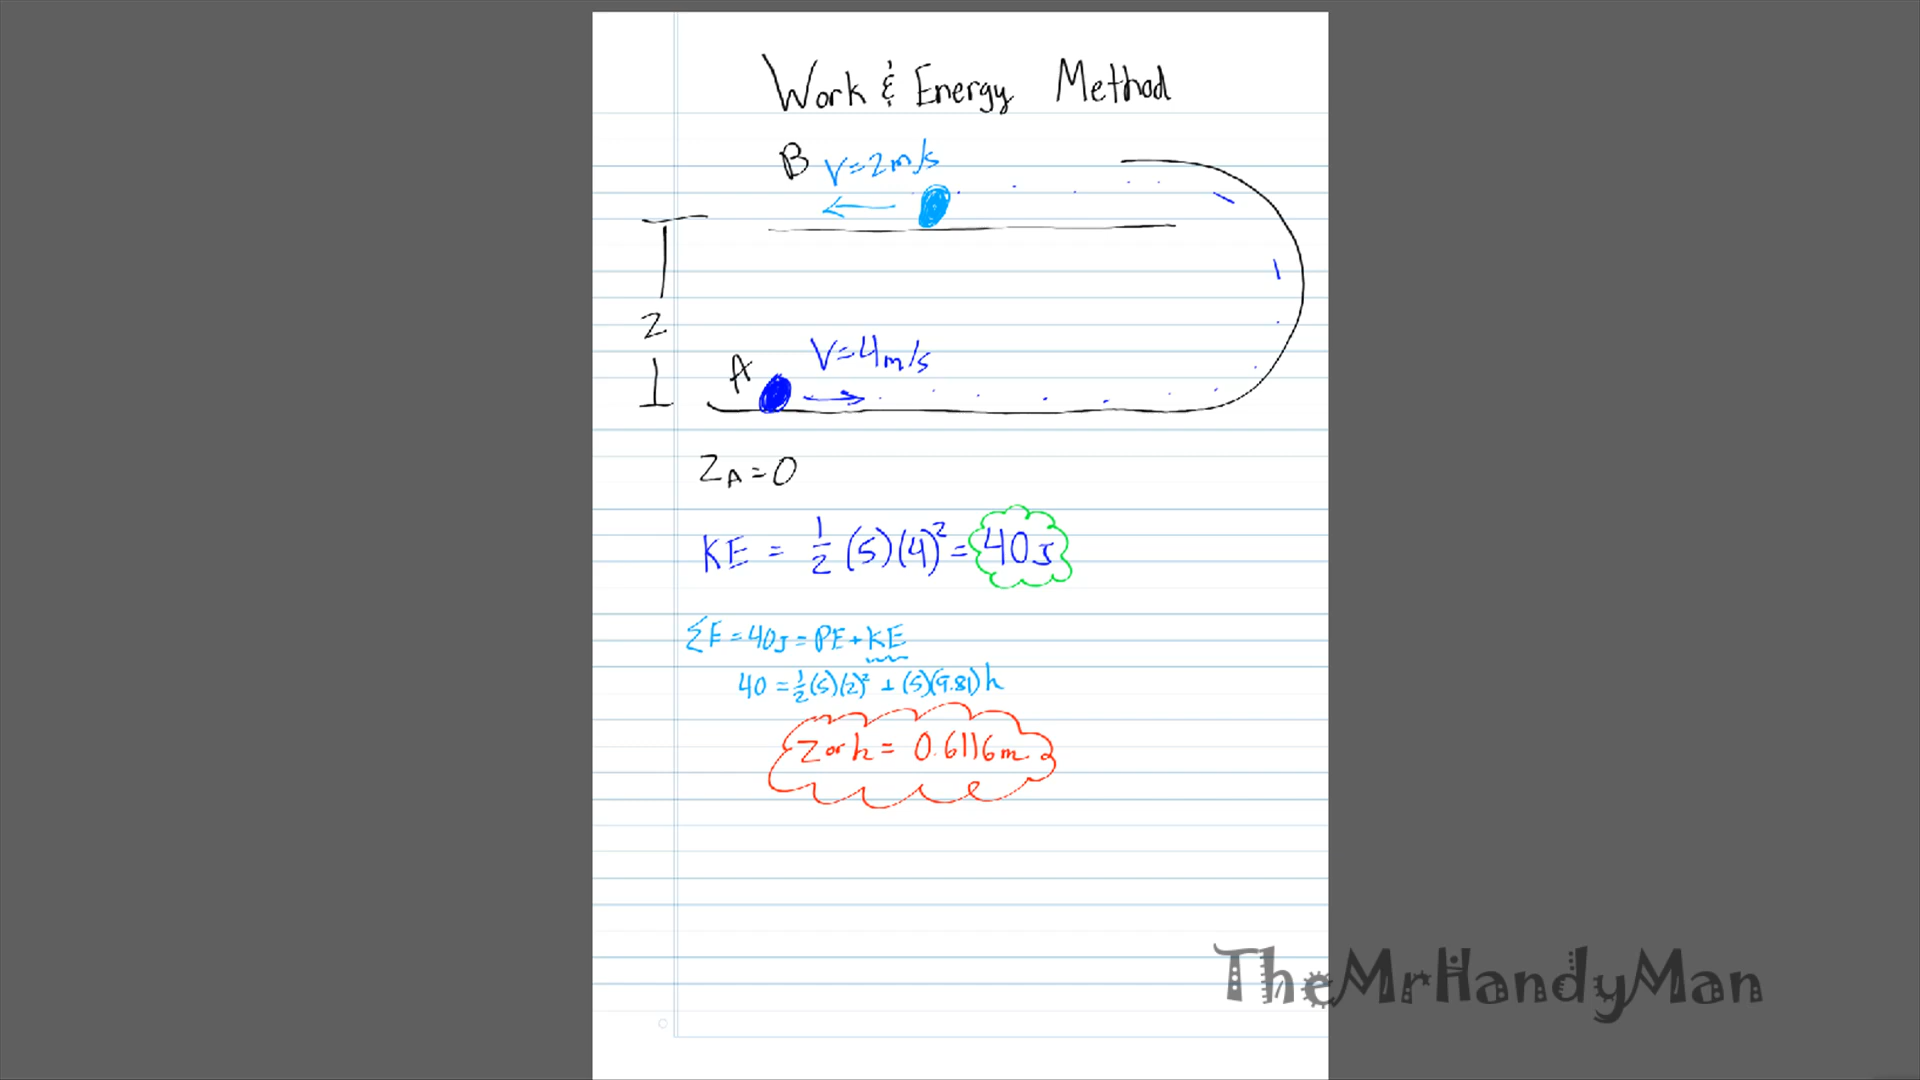 Work & Energy Method
B V=2m/s
Z
A V=4m/s
ZA=0
KE = 1/2 (5)(4)² = 40J
ΣE = 40J = PE + KE
40 = 1/2(5)(2)² + (5)(9.81)h
Z or h = 0.6116m
TheMrHandyMan